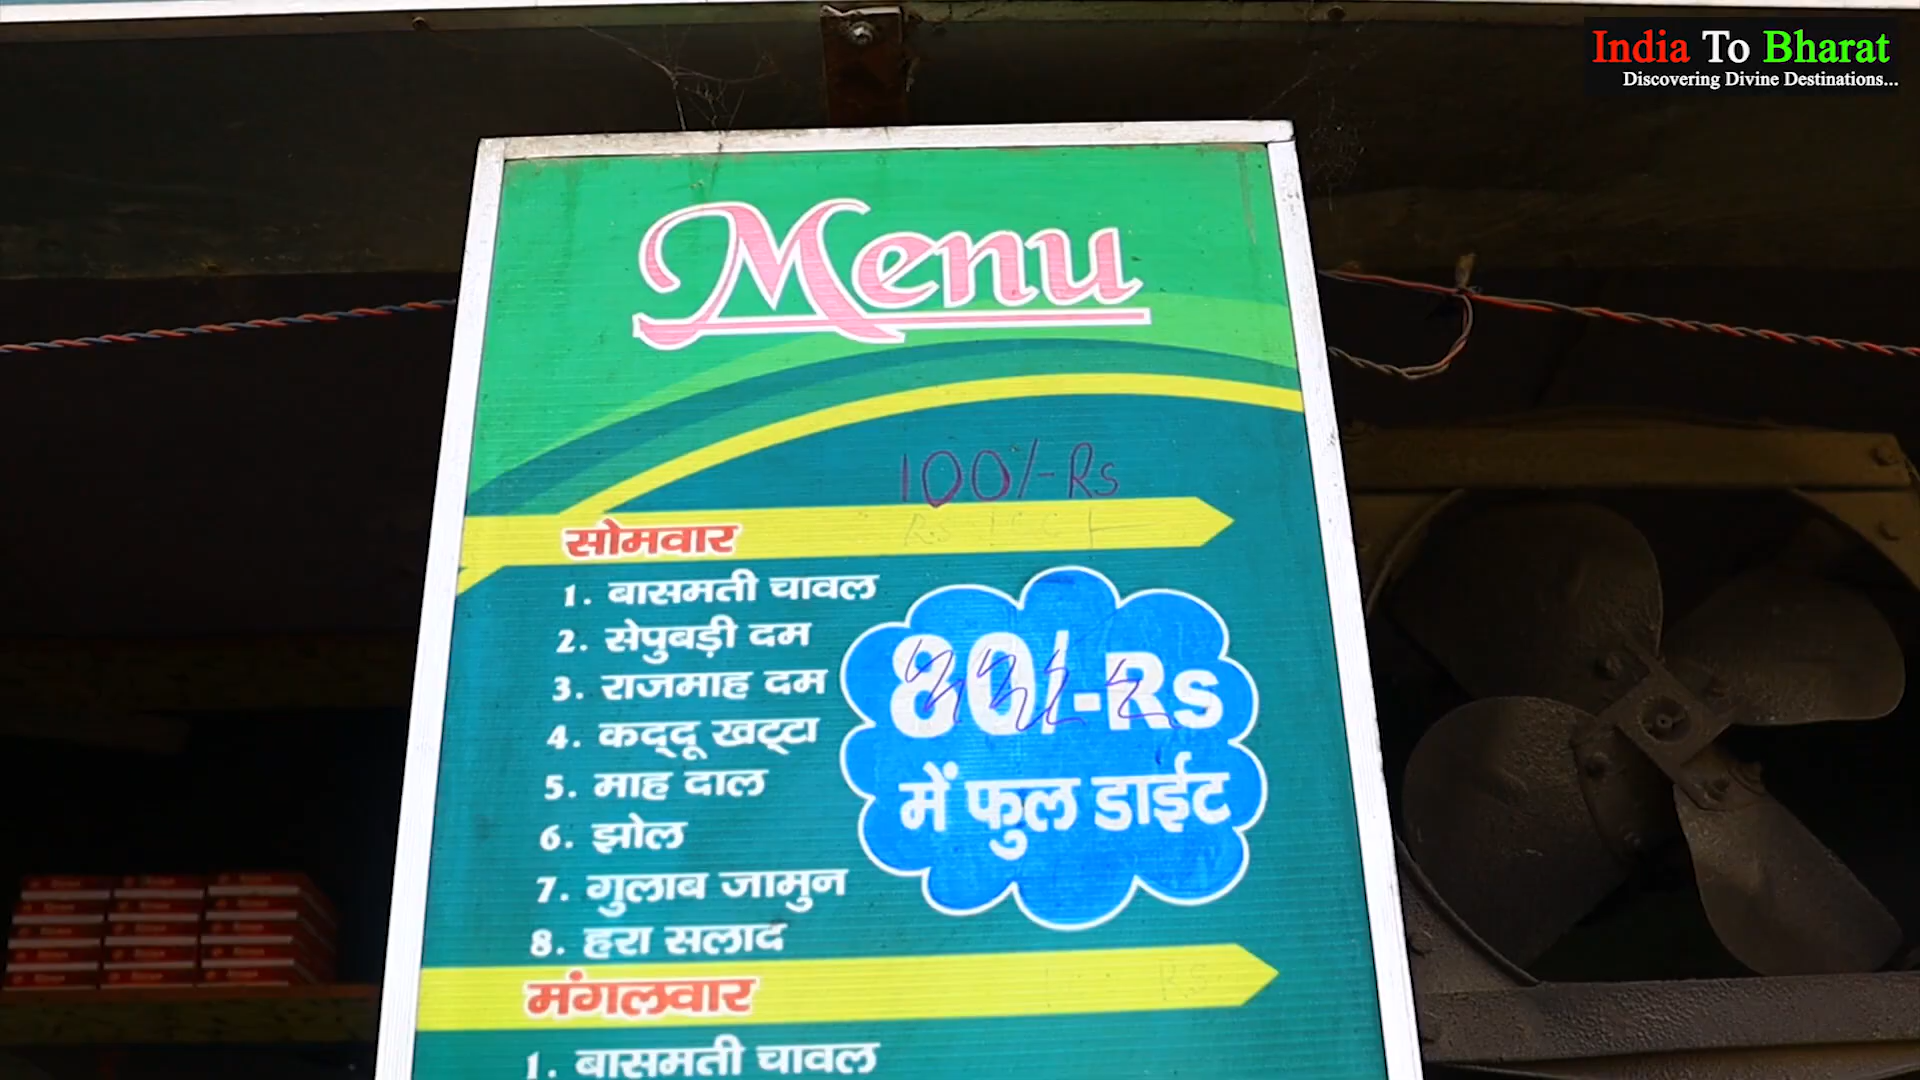 India To Bharat
Discovering Divine Destinations...
Menu
100/-Rs
सोमवार
1. बासमती चावल
2. सेपुबड़ी दम
3. राजमाह दम
4. कद्‌दू खट्‌टा
5. माह दाल
6. झोल
7. गुलाब जामुन
8. हरा सलाद
80/-Rs
में फुल डाईट
मंगलवार
1. बासमती चावल